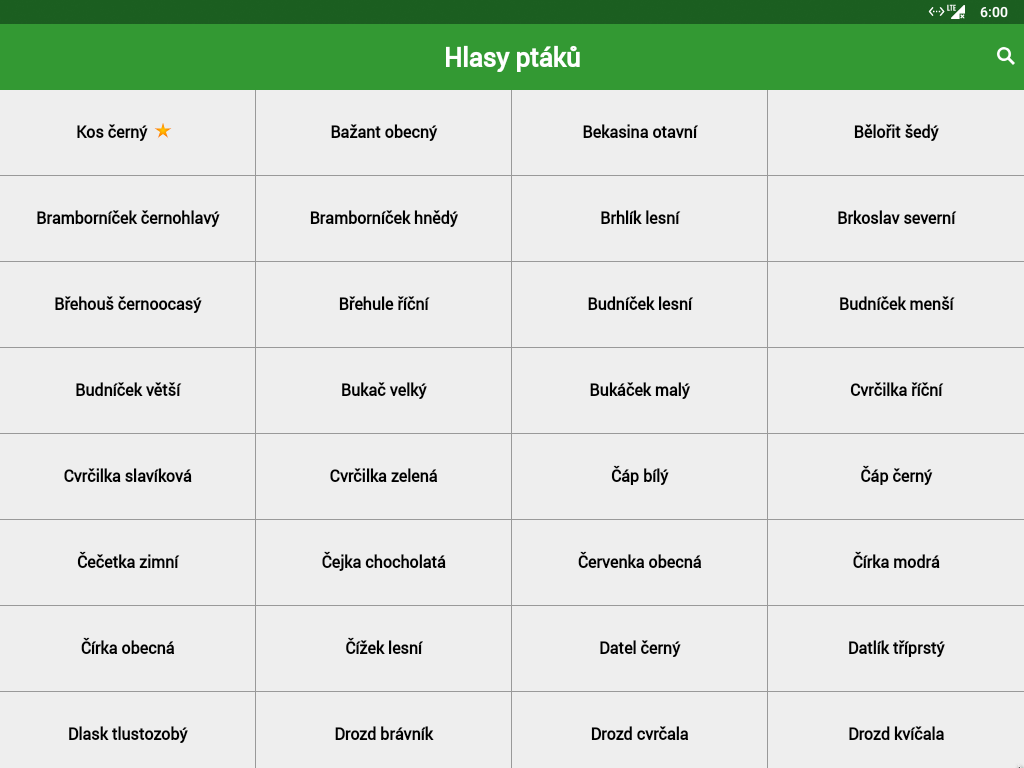 LTE 6:00
Hlasy ptáků
Kos černý
Bažant obecný
Bekasina otavní
Bělořit šedý
Bramborníček černohlavý
Bramborníček hnědý
Brhlík lesní
Brkoslav severní
Břehouš černoocasý
Břehule říční
Budníček lesní
Budníček menší
Budníček větší
Bukač velký
Bukáček malý
Cvrčilka říční
Cvrčilka slavíková
Cvrčilka zelená
Čáp bílý
Čáp černý
Čečetka zimní
Čejka chocholatá
Červenka obecná
Čírka modrá
Čírka obecná
Čížek lesní
Datel černý
Datlík tříprstý
Dlask tlustozobý
Drozd brávník
Drozd cvrčala
Drozd kvíčala